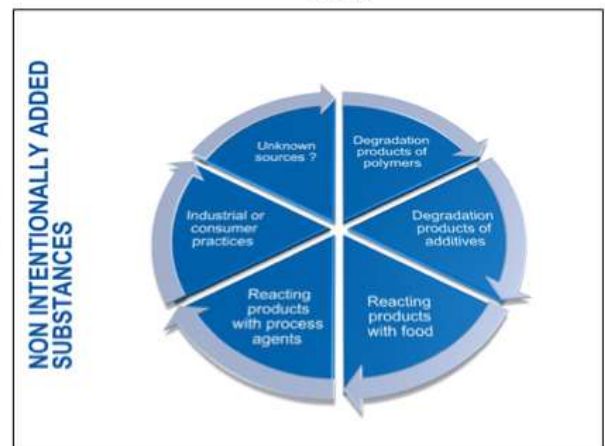 NON INTENTIONALLY ADDED
SUBSTANCES
Unknown
sources ?
Degradation
products of
polymers
Degradation
products of
additives
Reacting
products
with food
Reacting
products
with process
agents
Industrial or
consumer
practices